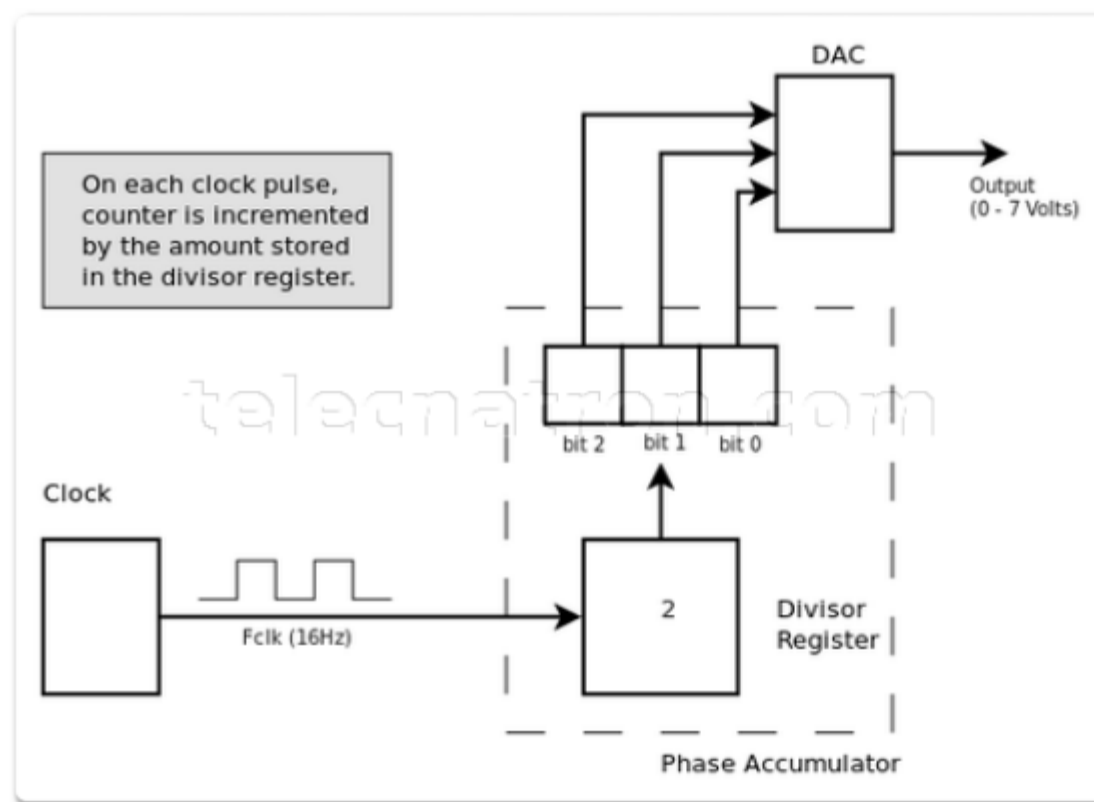 DAC
On each clock pulse,
counter is incremented
by the amount stored
in the divisor register.
Output
(0 - 7 Volts)
telecnatron.com
bit 2
bit 1
bit 0
Clock
2
Divisor
Register
Fclk (16Hz)
Phase Accumulator